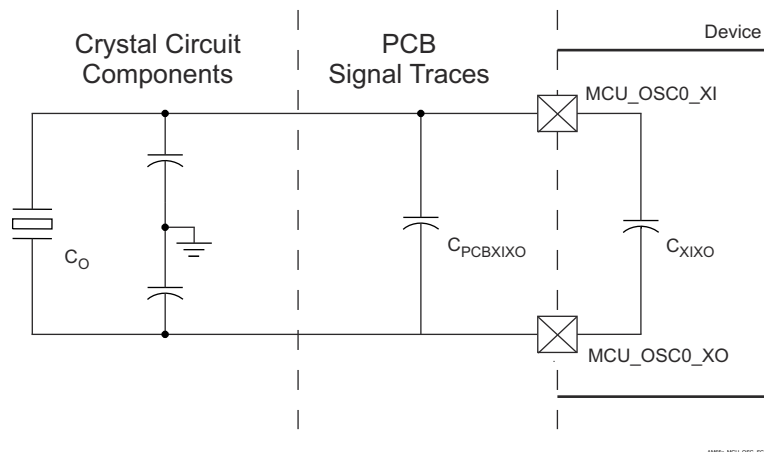 Crystal Circuit
Components
PCB
Signal Traces
Device
MCU_OSC0_XI
C_O
C_PCBXIXO
C_XIXO
MCU_OSC0_XO